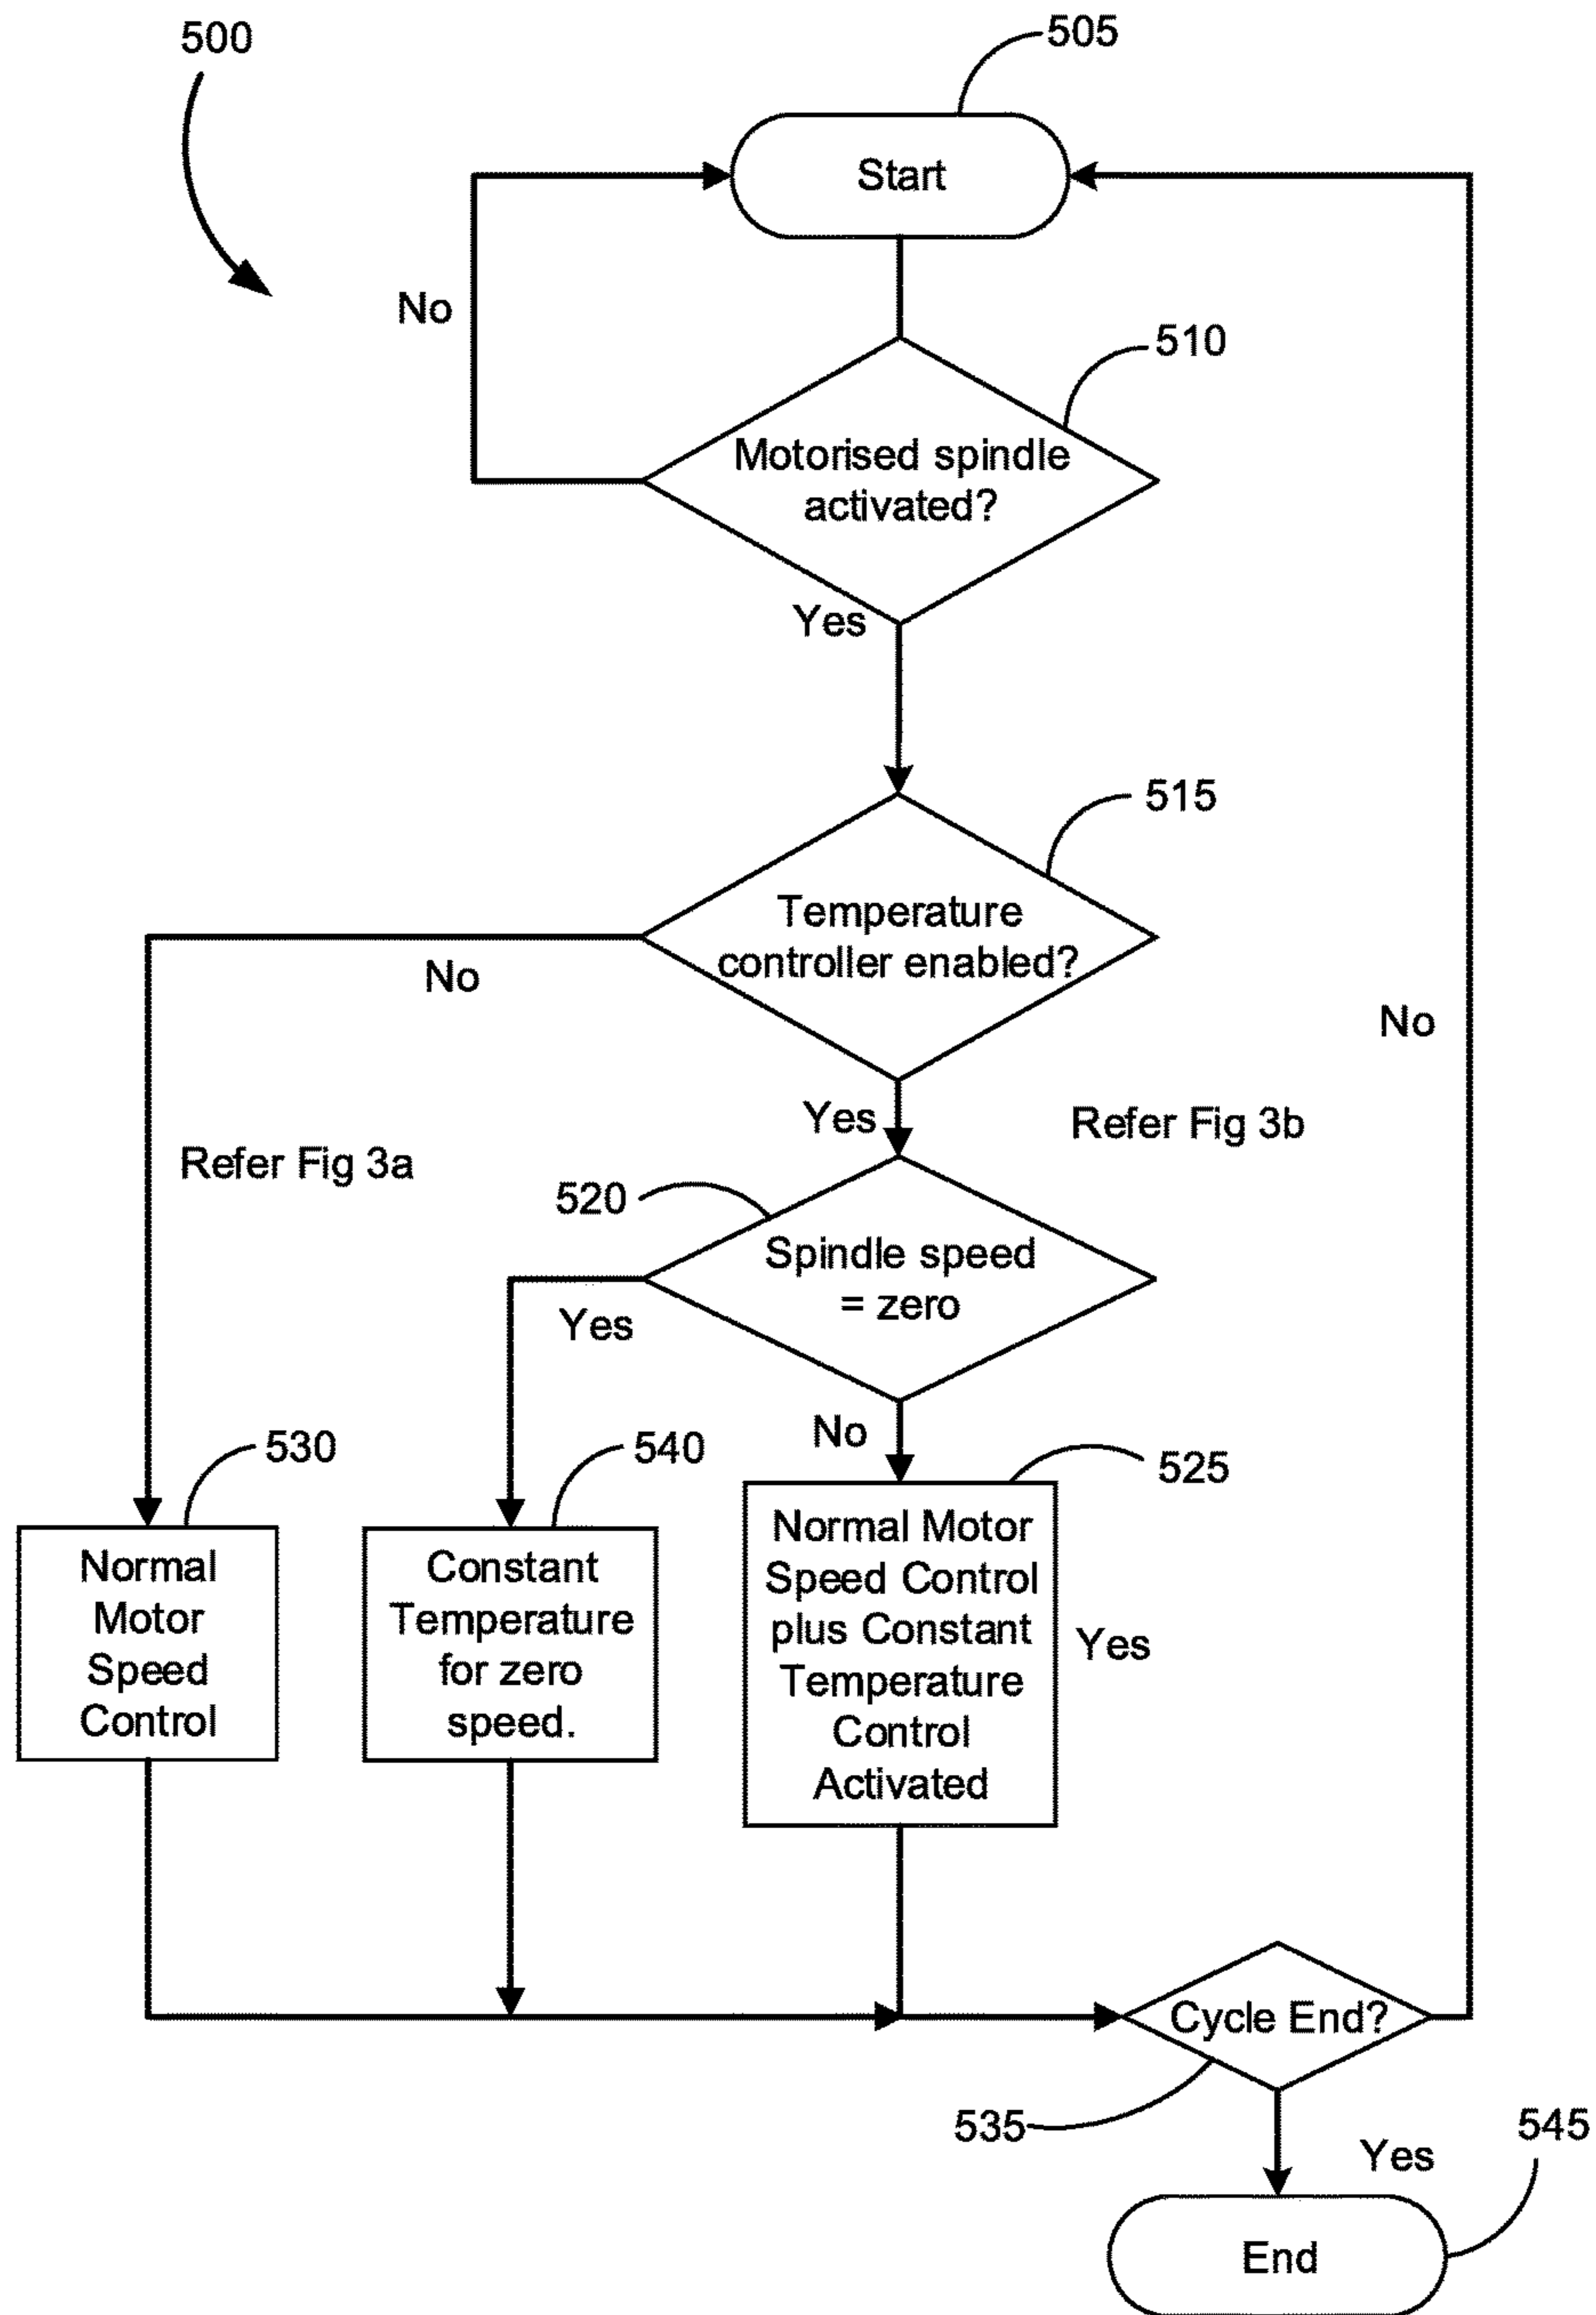 500
505
Start
No
510
Motorised spindle
activated?
Yes
515
Temperature
controller enabled?
No
No
Yes
Refer Fig 3b
Refer Fig 3a
520
Spindle speed
= zero
Yes
No
530
540
525
Normal
Motor
Speed
Control
Constant
Temperature
for zero
speed.
Normal Motor
Speed Control
plus Constant
Temperature
Control
Activated
Yes
Cycle End?
535
Yes
545
End